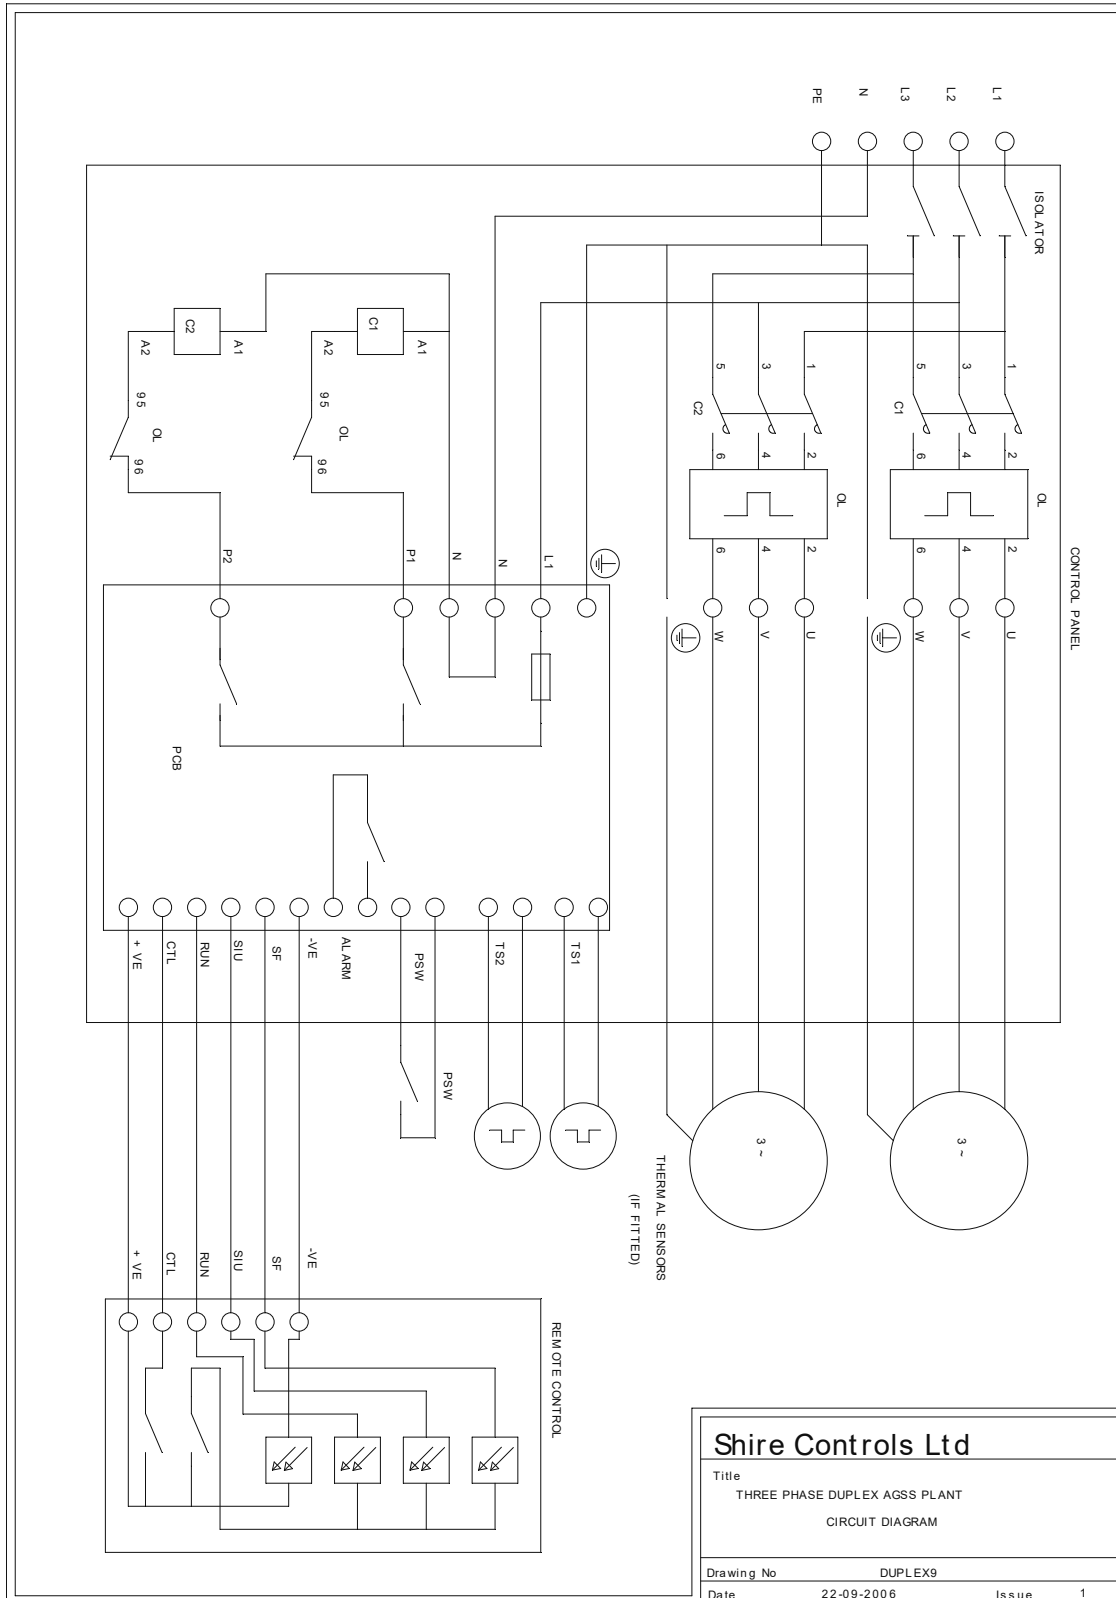 PE
N
L3
L2
L1
ISOLATOR
C2
C1
A2
A1
A2
A1
95
95
OL
OL
96
96
5
3
1
5
3
1
C2
C1
6
4
2
6
4
2
OL
OL
CONTROL PANEL
6
4
2
6
4
2
P2
P1
N
N
L1
W
V
U
W
V
U
PCB
+VE
CTL
RUN
SIU
SF
-VE
ALARM
PSW
TS2
TS1
PSW
3 ~
3 ~
THERMAL SENSORS
(IF FITTED)
+VE
CTL
RUN
SIU
SF
-VE
REMOTE CONTROL
Shire Controls Ltd
Title
THREE PHASE DUPLEX AGSS PLANT
CIRCUIT DIAGRAM
Drawing No DUPLEX9
Date 22-09-2006 Issue 1